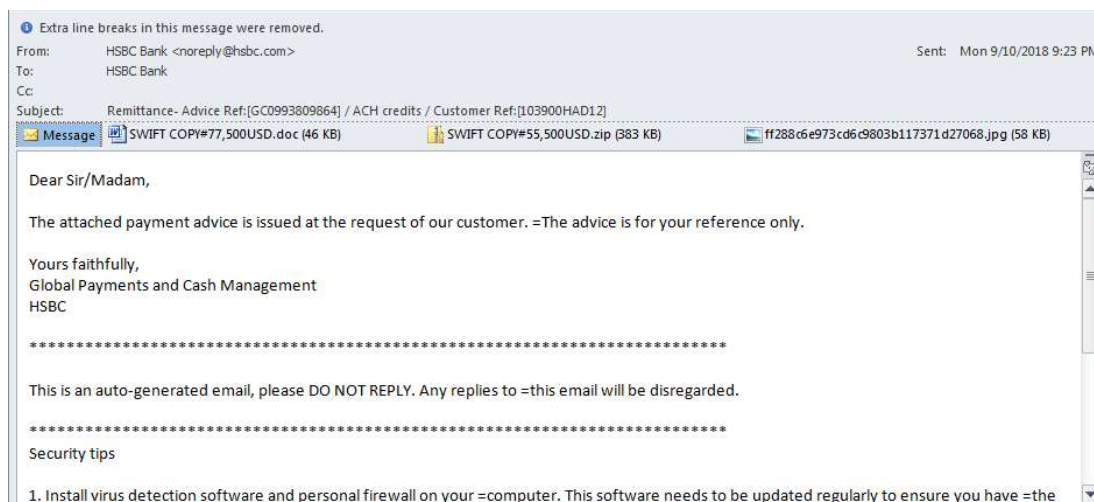 Extra line breaks in this message were removed.
From: HSBC Bank <noreply@hsbc.com> Sent: Mon 9/10/2018 9:23 PM
To: HSBC Bank
Cc:
Subject: Remittance- Advice Ref:[GC0993809864] / ACH credits / Customer Ref:[103900HAD12]
Message SWIFT COPY#77,500USD.doc (46 KB) SWIFT COPY#55,500USD.zip (383 KB) ff288c6e973cd6c9803b117371d27068.jpg (58 KB)
Dear Sir/Madam,
The attached payment advice is issued at the request of our customer. =The advice is for your reference only.
Yours faithfully,
Global Payments and Cash Management
HSBC
***************************************************************************
This is an auto-generated email, please DO NOT REPLY. Any replies to =this email will be disregarded.
***************************************************************************
Security tips
1. Install virus detection software and personal firewall on your =computer. This software needs to be updated regularly to ensure you have =the